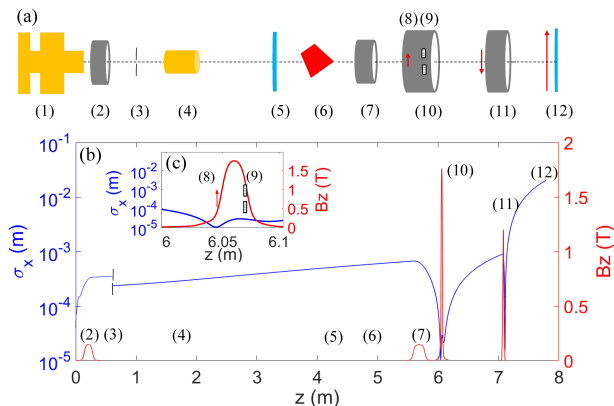 (a)
(8) (9)
(1) (2) (3) (4) (5) (6) (7) (10) (11) (12)
(b)
10^-1
10^-2
10^-3
10^-4
10^-5
σx (m)
0 1 2 3 4 5 6 7 8
z (m)
2
1.5
1
0.5
0
Bz (T)
(c)
10^-2
10^-3
10^-4
10^-5
σx (m)
(8) (9)
1.5
1
0.5
0
Bz (T)
6 6.05 6.1
z (m)
(10)
(12)
(11)
(2) (3) (4) (5) (6) (7)